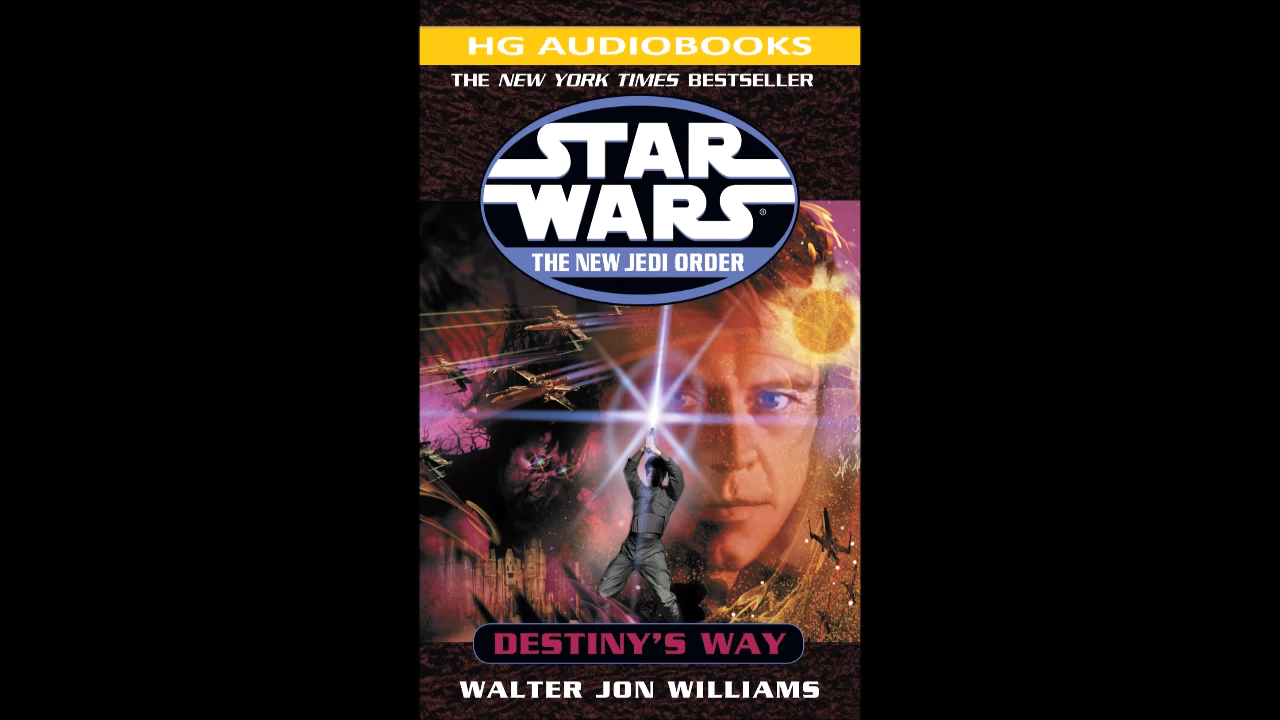 HG AUDIOBOOKS
THE NEW YORK TIMES BESTSELLER
STAR
WARS®
THE NEW JEDI ORDER
DESTINY'S WAY
WALTER JON WILLIAMS